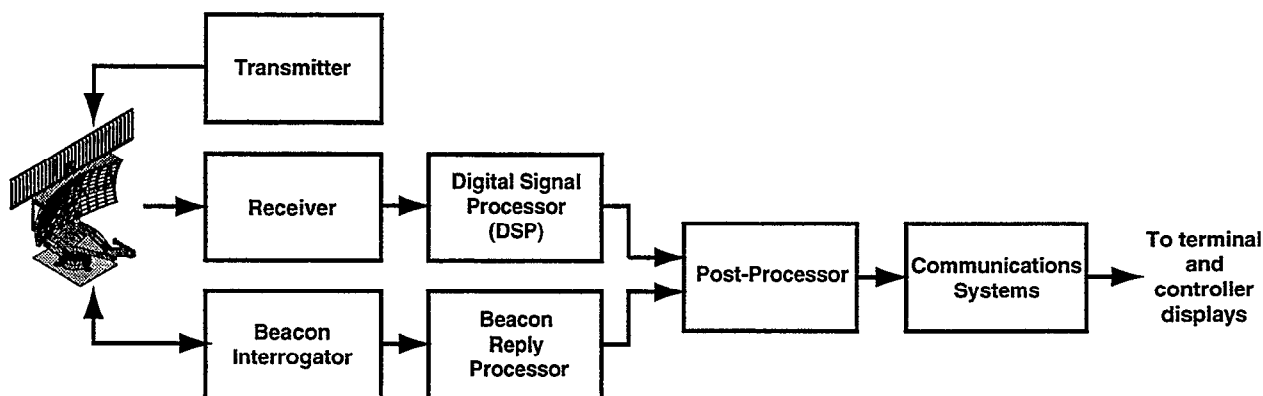 Transmitter
Receiver
Digital Signal
Processor
(DSP)
Beacon
Interrogator
Beacon
Reply
Processor
Post-Processor
Communications
Systems
To terminal
and
controller
displays